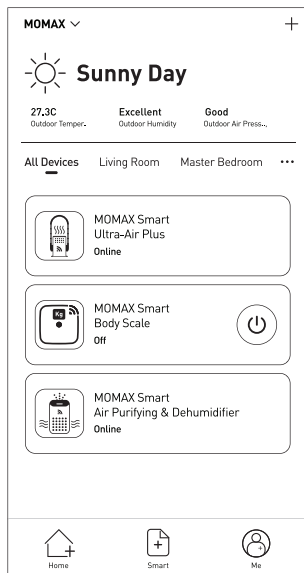 MOMAX
Sunny Day
27.3C Excellent Good
Outdoor Temper.. Outdoor Humidity Outdoor Air Press...
All Devices Living Room Master Bedroom
MOMAX Smart
Ultra-Air Plus
Online
Kg
MOMAX Smart
Body Scale
Off
MOMAX Smart
Air Purifying & Dehumidifier
Online
Home Smart Me